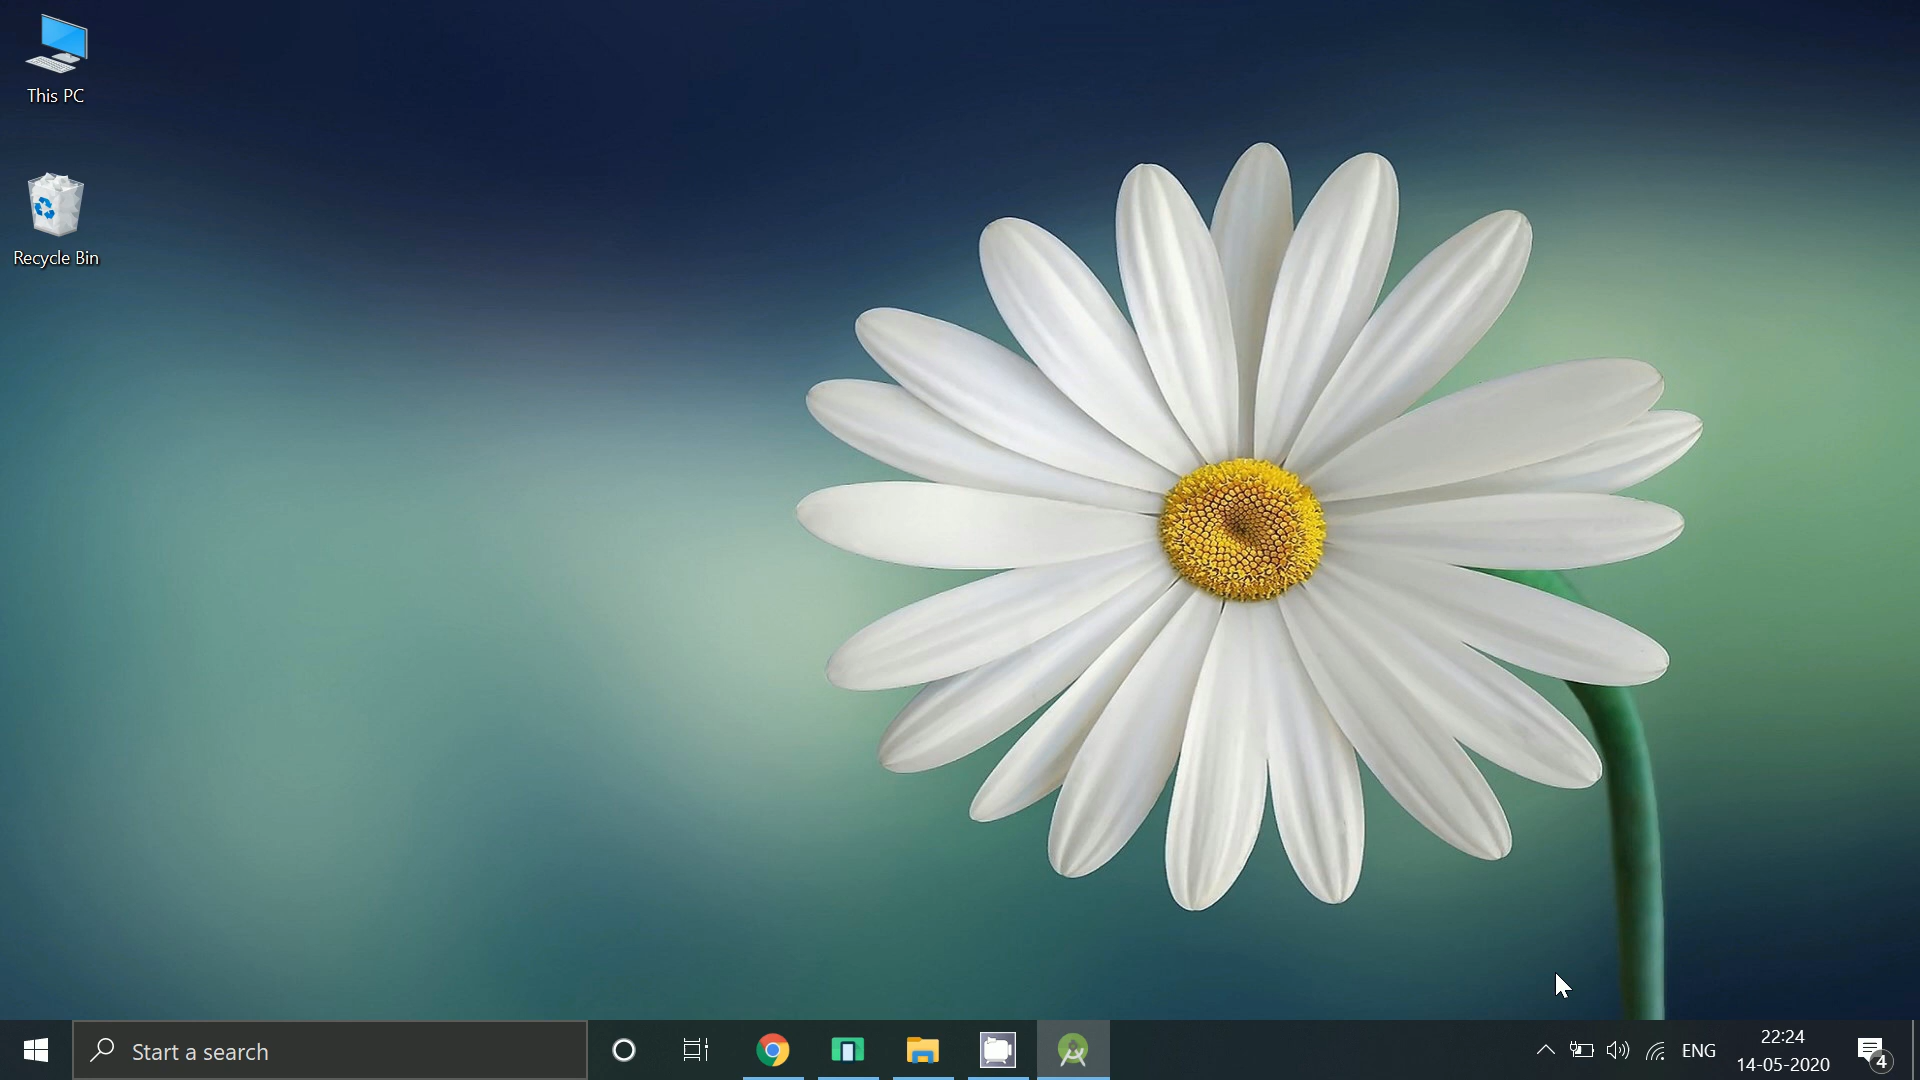 This PC
Recycle Bin
Start a search
ENG
22:24
14-05-2020
4